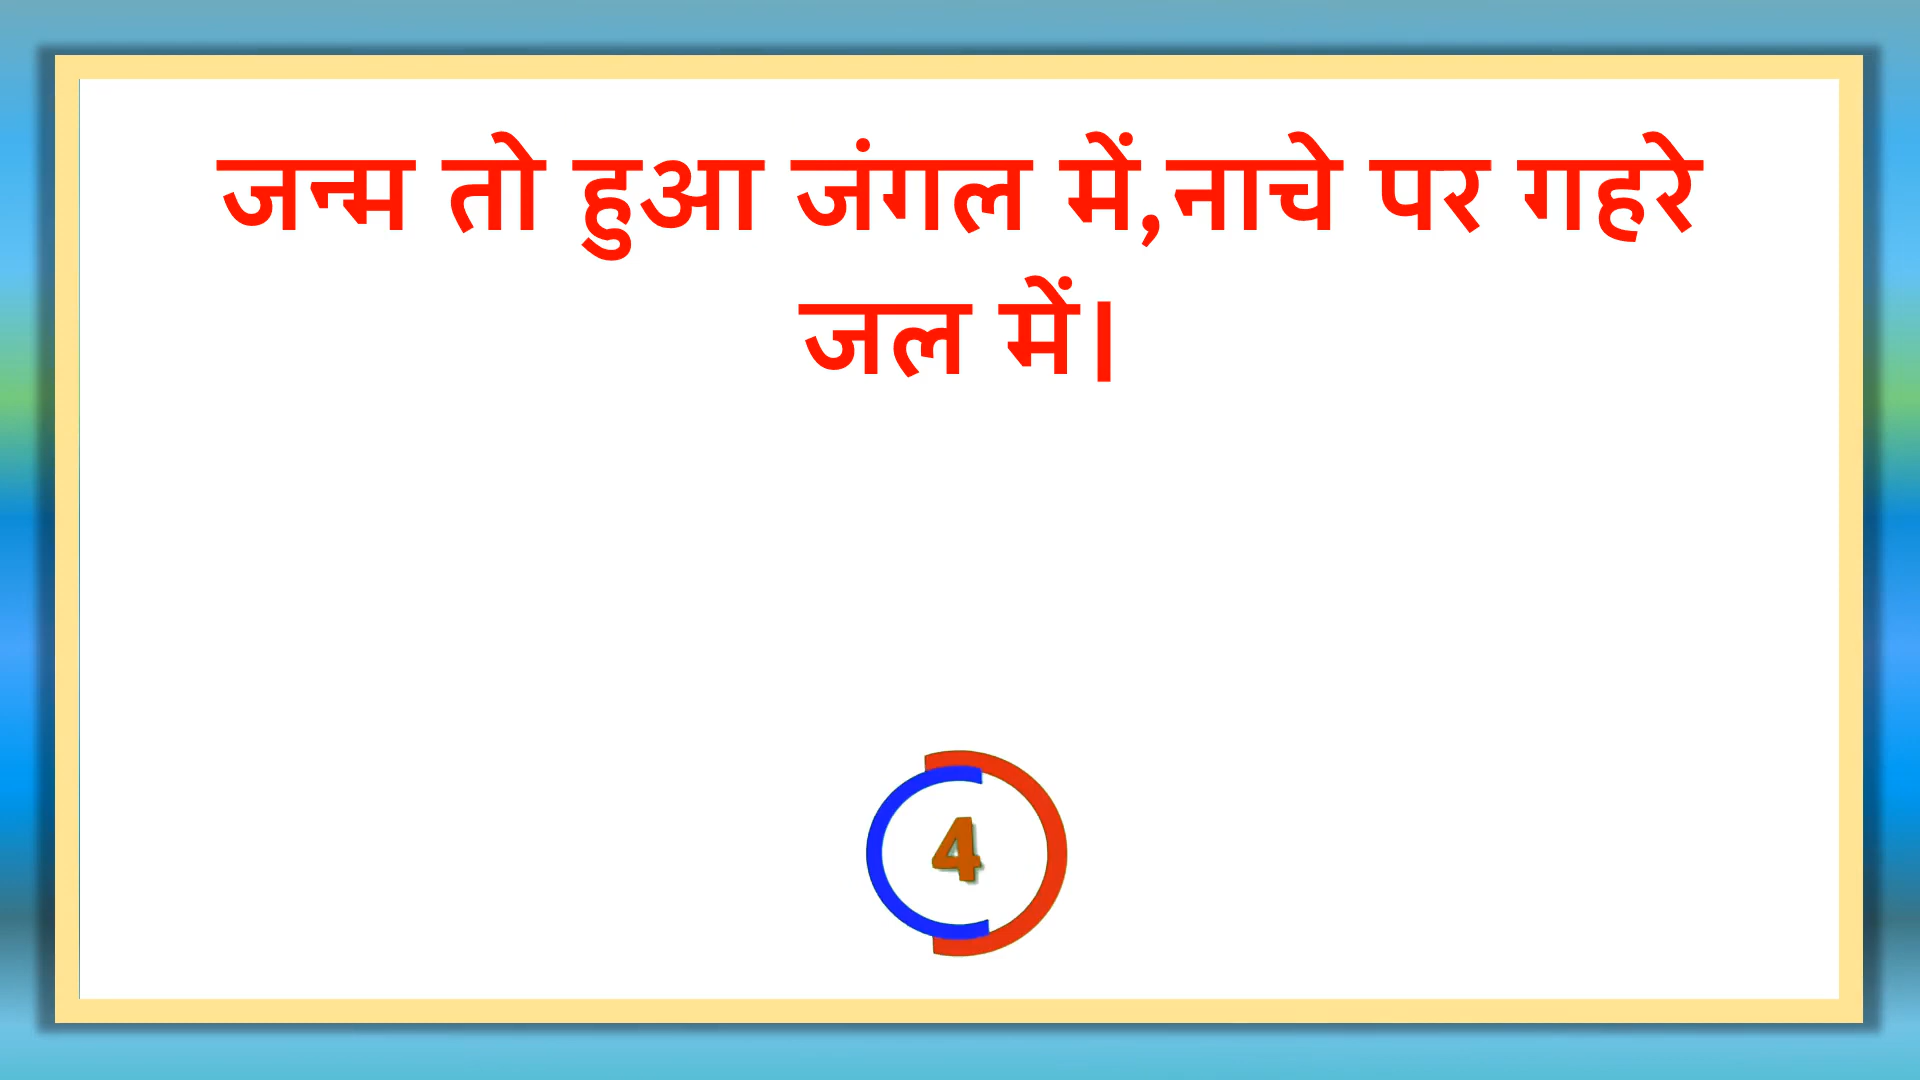 जन्म तो हुआ जंगल में,नाचे पर गहरे
जल में।
4